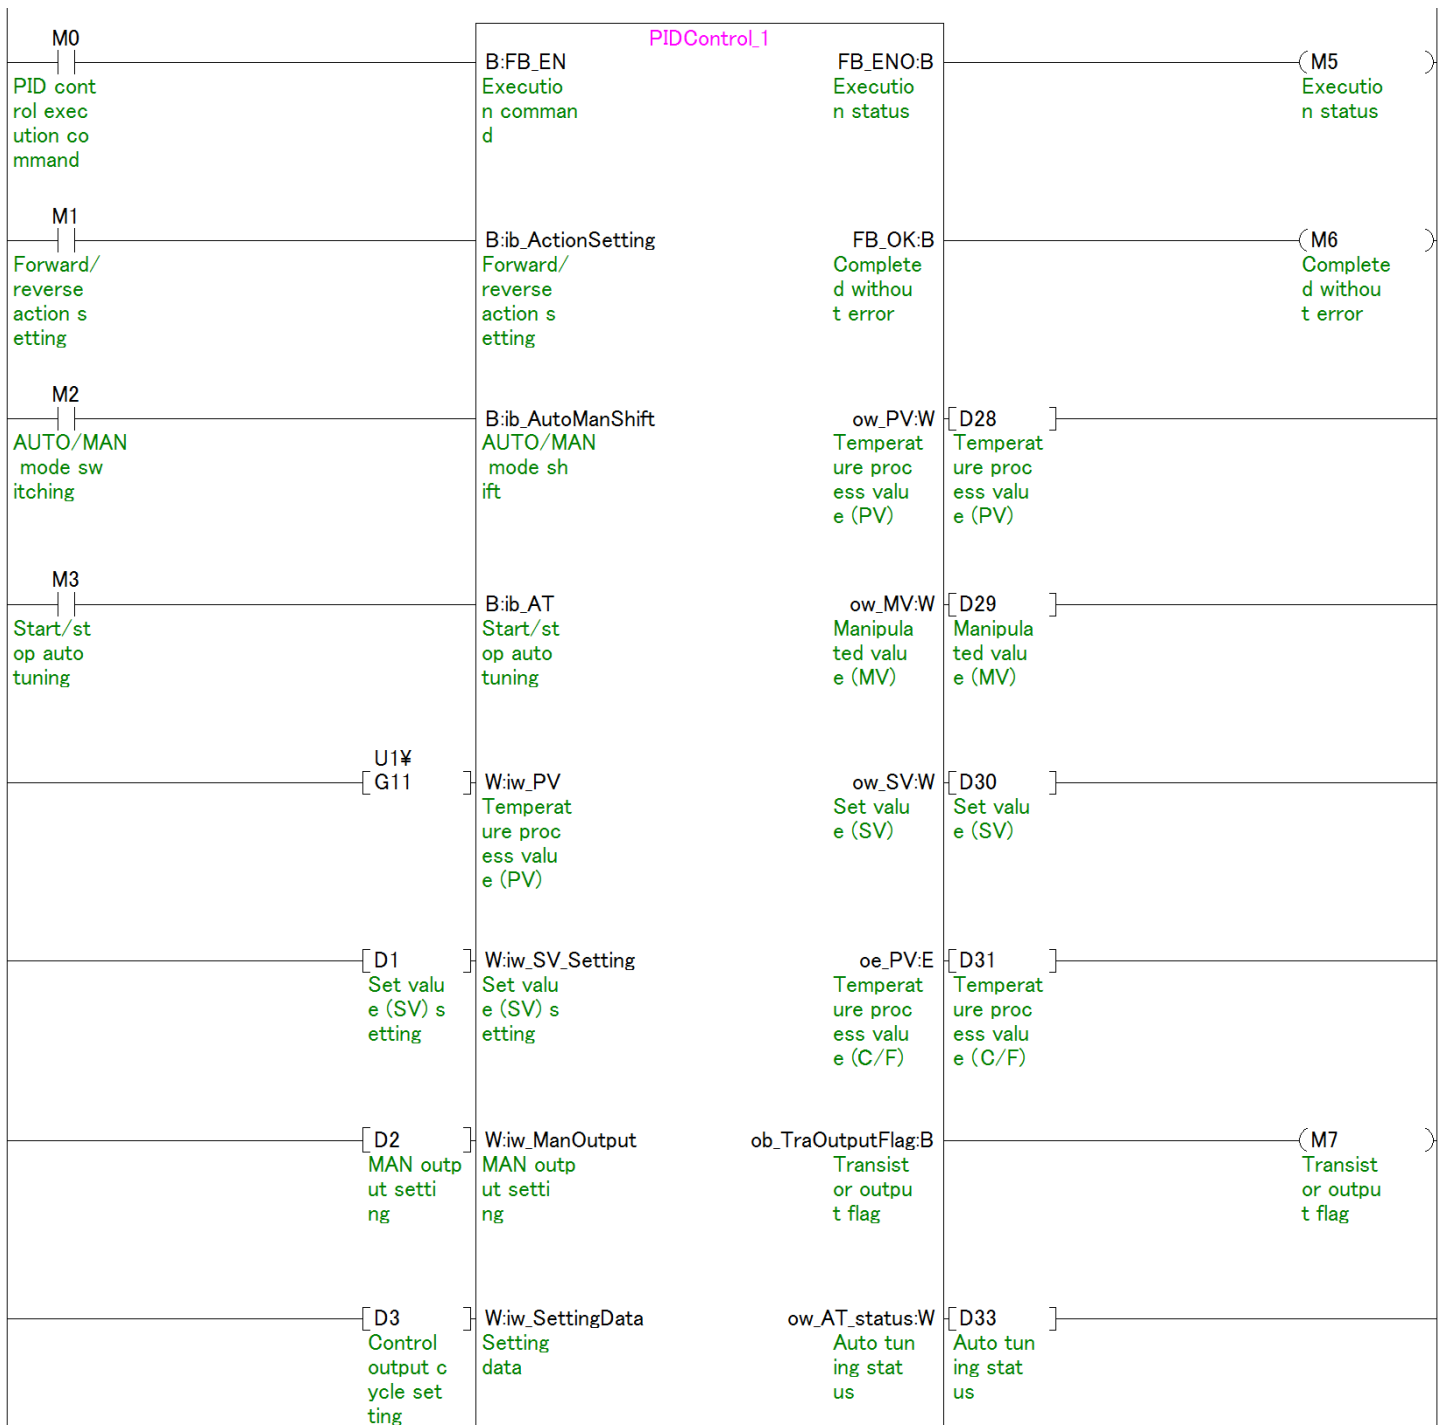 PIDControl_1
M0
B:FB_EN
FB_ENO:B
M5
PID cont
rol exec
ution co
mmand
Executio
n comman
d
Executio
n status
Executio
n status
M1
B:ib_ActionSetting
FB_OK:B
M6
Forward/
reverse
action s
etting
Forward/
reverse
action s
etting
Complete
d withou
t error
Complete
d withou
t error
M2
B:ib_AutoManShift
ow_PV:W
D28
AUTO/MAN
mode sw
itching
AUTO/MAN
mode sh
ift
Temperat
ure proc
ess valu
e (PV)
Temperat
ure proc
ess valu
e (PV)
M3
B:ib_AT
ow_MV:W
D29
Start/st
op auto
tuning
Start/st
op auto
tuning
Manipula
ted valu
e (MV)
Manipula
ted valu
e (MV)
U1¥
G11
W:iw_PV
ow_SV:W
D30
Temperat
ure proc
ess valu
e (PV)
Set valu
e (SV)
Set valu
e (SV)
D1
W:iw_SV_Setting
oe_PV:E
D31
Set valu
e (SV) s
etting
Set valu
e (SV) s
etting
Temperat
ure proc
ess valu
e (C/F)
Temperat
ure proc
ess valu
e (C/F)
D2
W:iw_ManOutput
ob_TraOutputFlag:B
M7
MAN outp
ut setti
ng
MAN outp
ut setti
ng
Transist
or outpu
t flag
Transist
or outpu
t flag
D3
W:iw_SettingData
ow_AT_status:W
D33
Control
output c
ycle set
ting
Setting
data
Auto tun
ing stat
us
Auto tun
ing stat
us